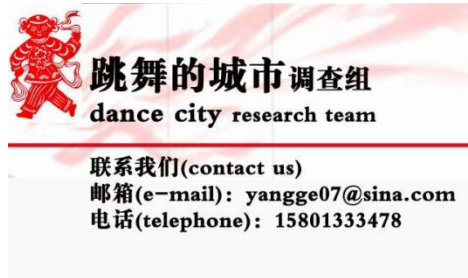 跳舞的城市调查组
dance city research team
联系我们(contact us)
邮箱(e-mail): yangge07@sina.com
电话(telephone): 15801333478